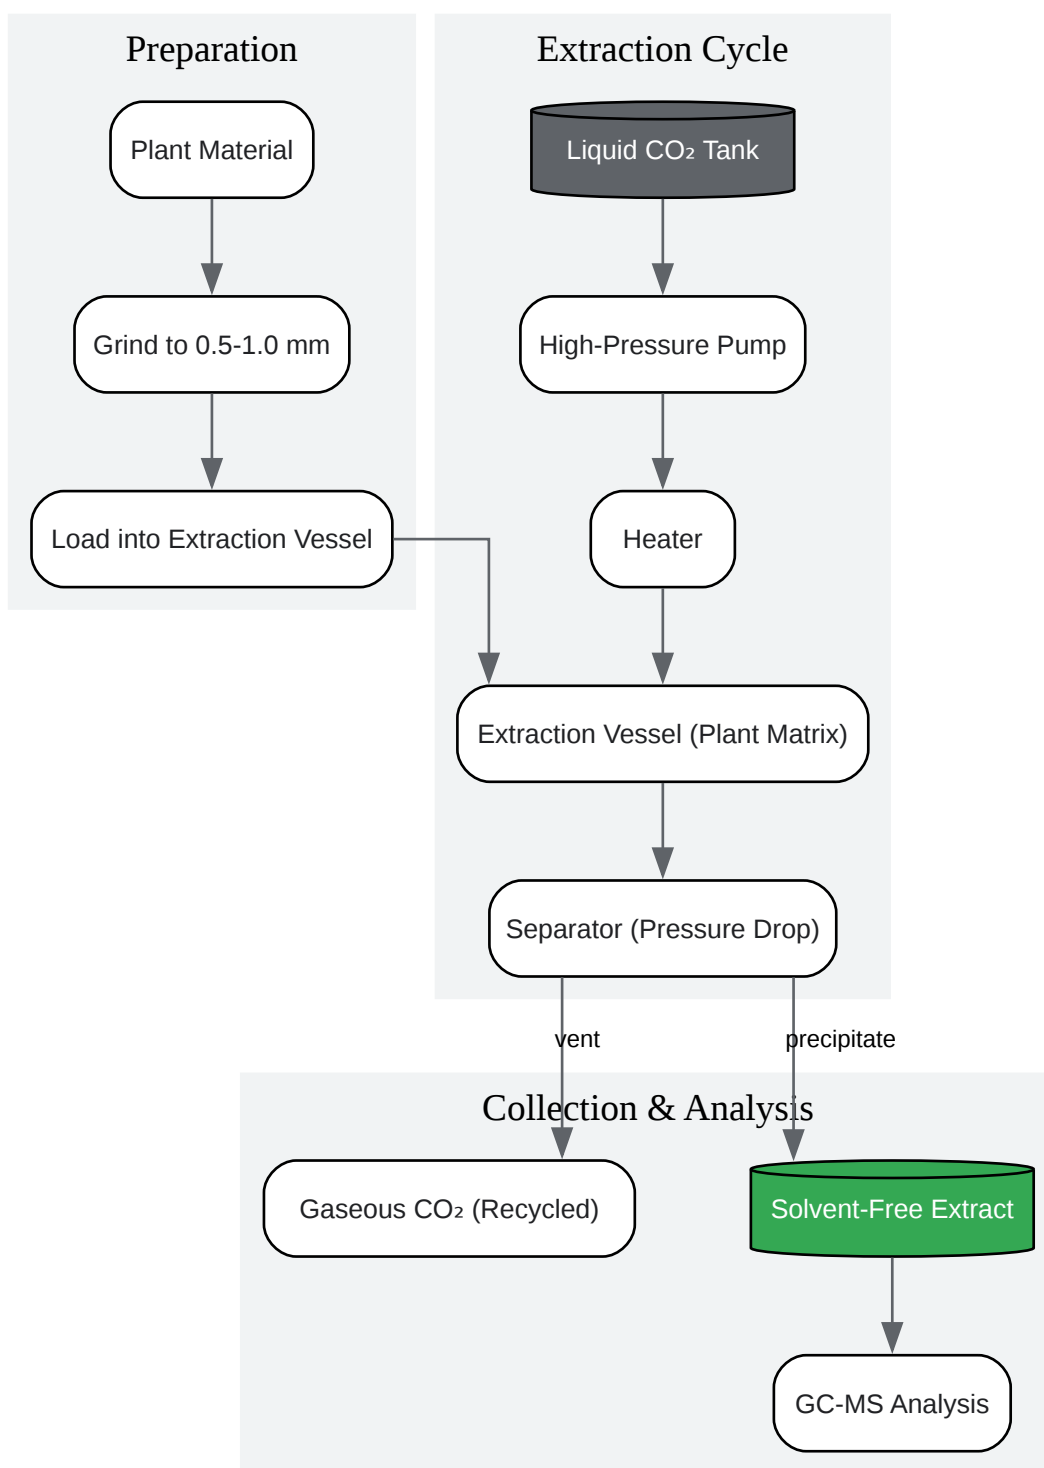 Preparation
Plant Material
Grind to 0.5-1.0 mm
Load into Extraction Vessel
Extraction Cycle
Liquid CO₂ Tank
High-Pressure Pump
Heater
Extraction Vessel (Plant Matrix)
Separator (Pressure Drop)
vent
precipitate
Collection & Analysis
Gaseous CO₂ (Recycled)
Solvent-Free Extract
GC-MS Analysis